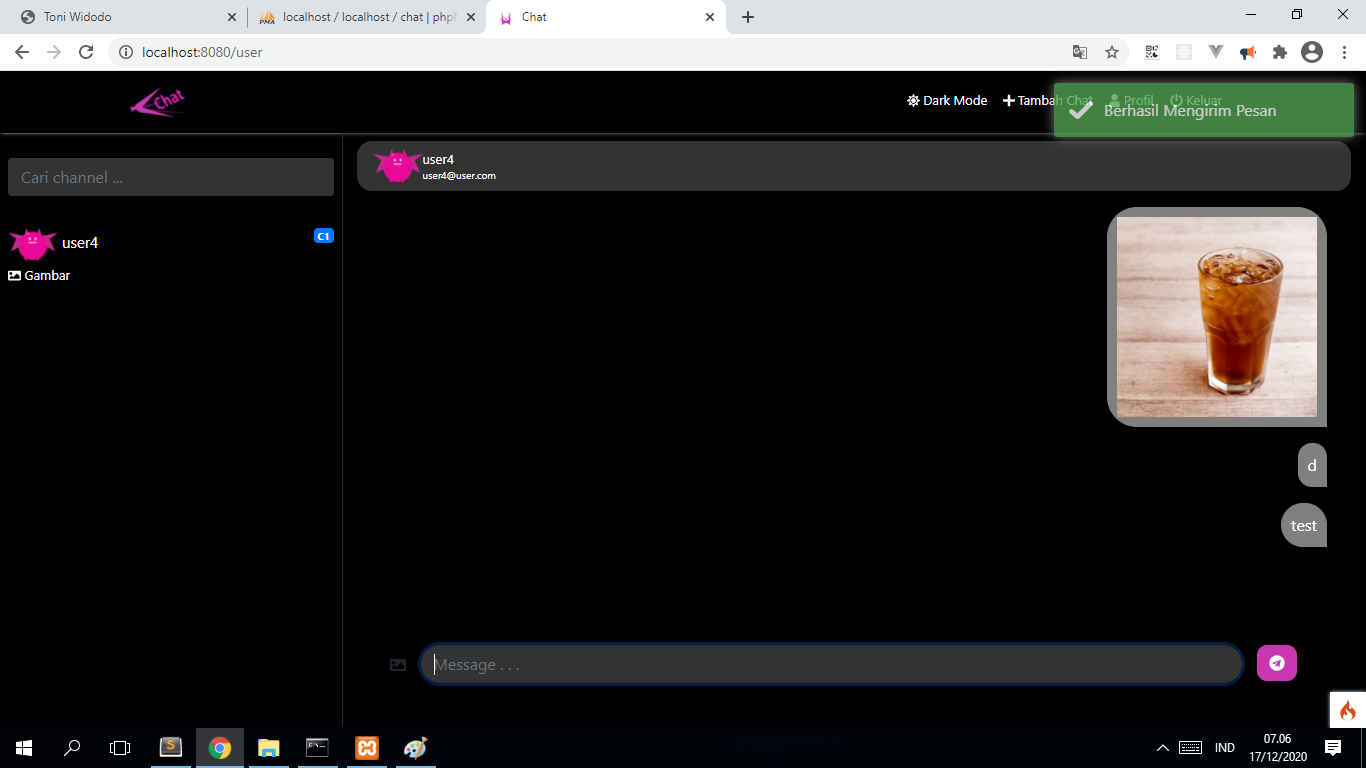 Toni Widodo
localhost / localhost / chat | php
Chat
localhost:8080/user
Chat
Dark Mode
Tambah Chat
Profil
Keluar
Berhasil Mengirim Pesan
Cari channel ...
user4
user4@user.com
user4
C1
Gambar
d
test
Message . . .
IND
07.06
17/12/2020